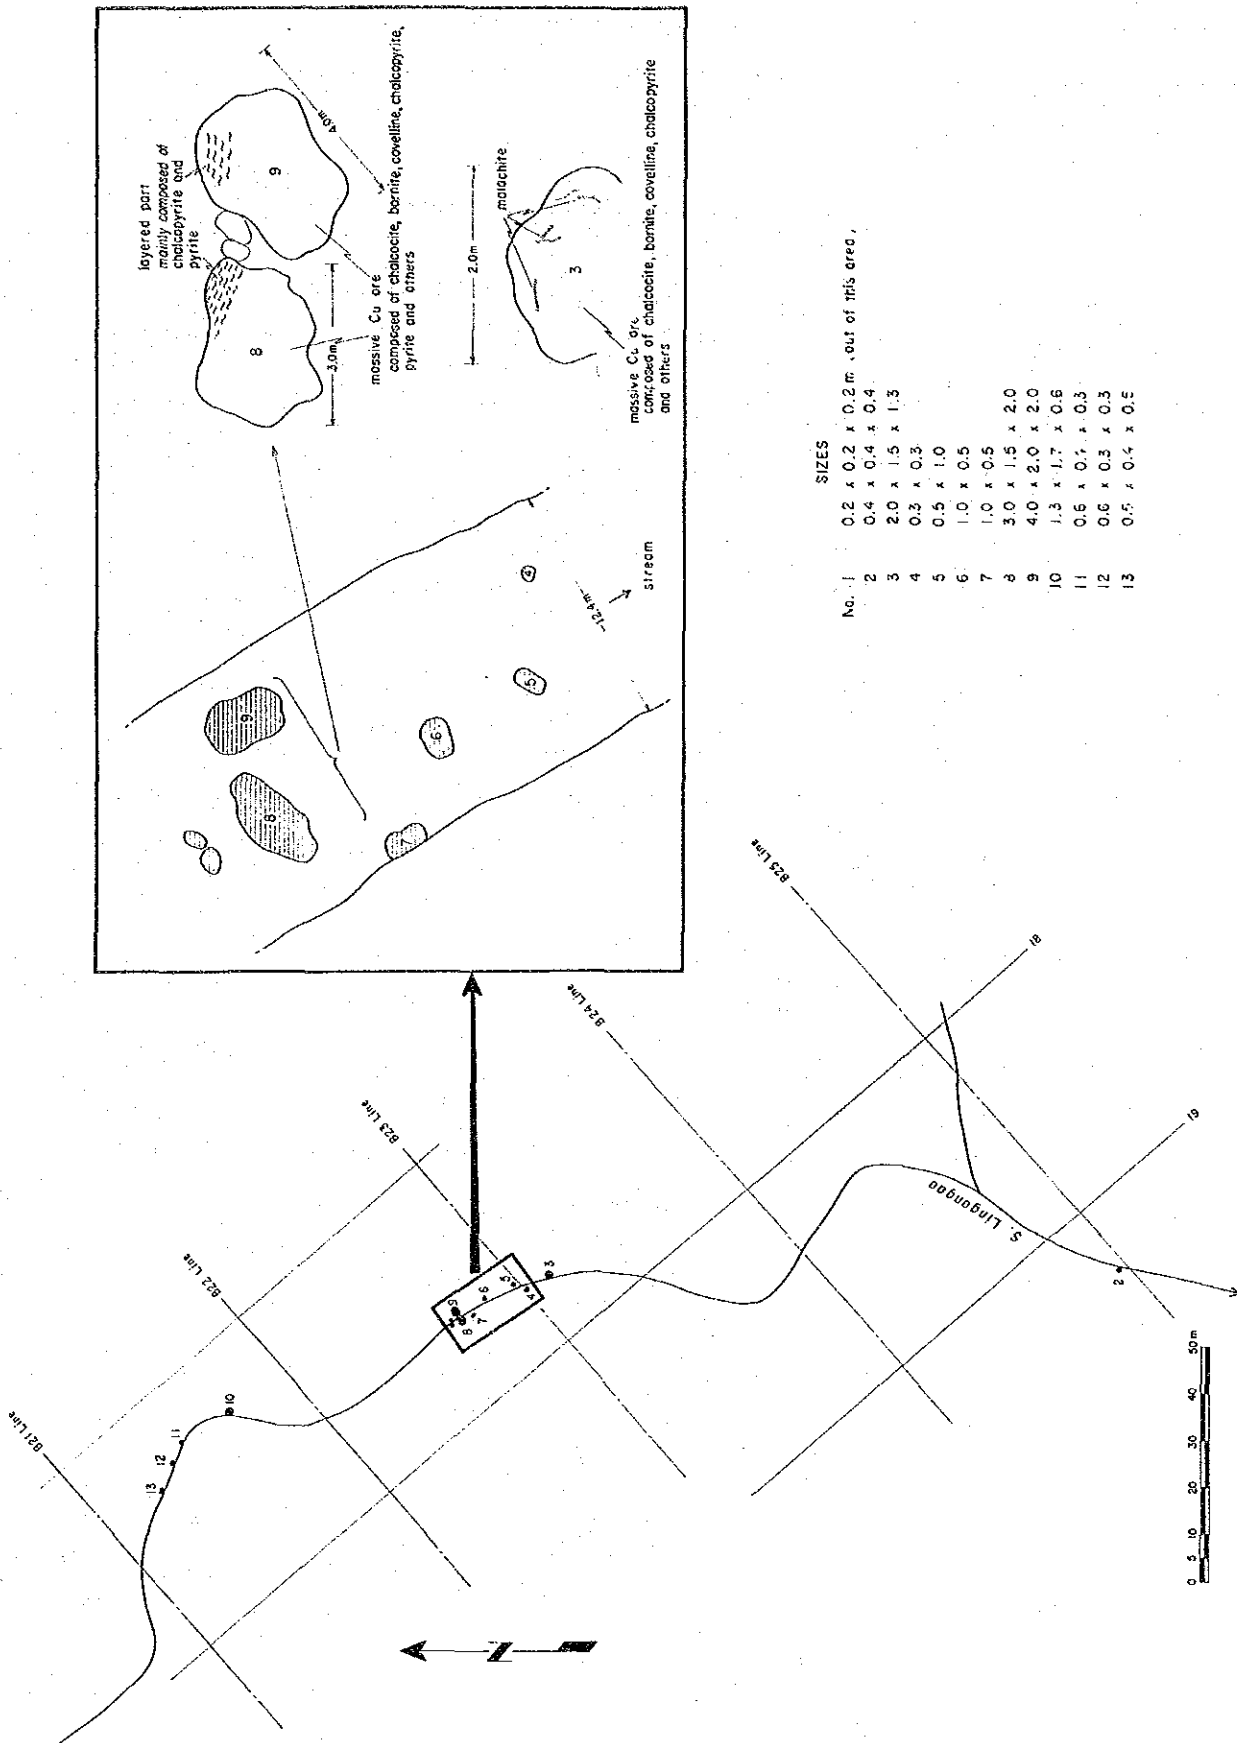 layered part
mainly composed of
chalcopyrite and
pyrite
9
8
4.0m
3.0m
massive Cu ore
composed of chalcocite, bornite, covelline, chalcopyrite,
pyrite and others
malachite
2.0m
3
massive Cu ore
composed of chalcocite, bornite, covelline, chalcopyrite
and others
9
8
7
6
5
4
12.4m
stream
SIZES
No. 1 0.2 x 0.2 x 0.2 m , out of this area,
2 0.4 x 0.4 x 0.4
3 2.0 x 1.5 x 1.3
4 0.3 x 0.3
5 0.5 x 1.0
6 1.0 x 0.5
7 1.0 x 0.5
8 3.0 x 1.5 x 2.0
9 4.0 x 2.0 x 2.0
10 1.3 x 1.7 x 0.6
11 0.6 x x 0.3
12 0.6 x 0.3 x 0.3
13 0.5 x 0.4 x
B21 Line
B22 Line
B23 Line
B24 Line
B25 Line
18
19
13
12
11
10
9
8
7
6
5
4
3
2
S. Lingongao
N
0 5 10 20 30 40 50m